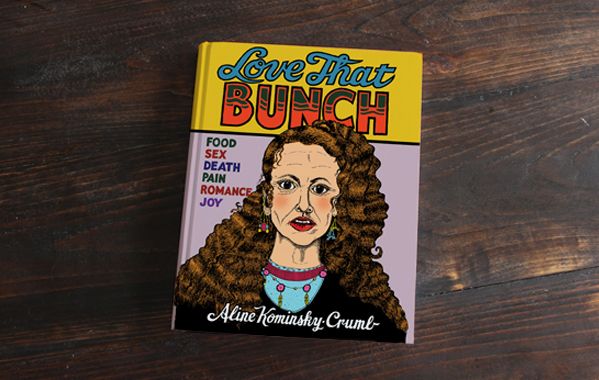 Love That
BUNCH
FOOD
SEX
DEATH
PAIN
ROMANCE
JOY
Aline Kominsky-Crumb